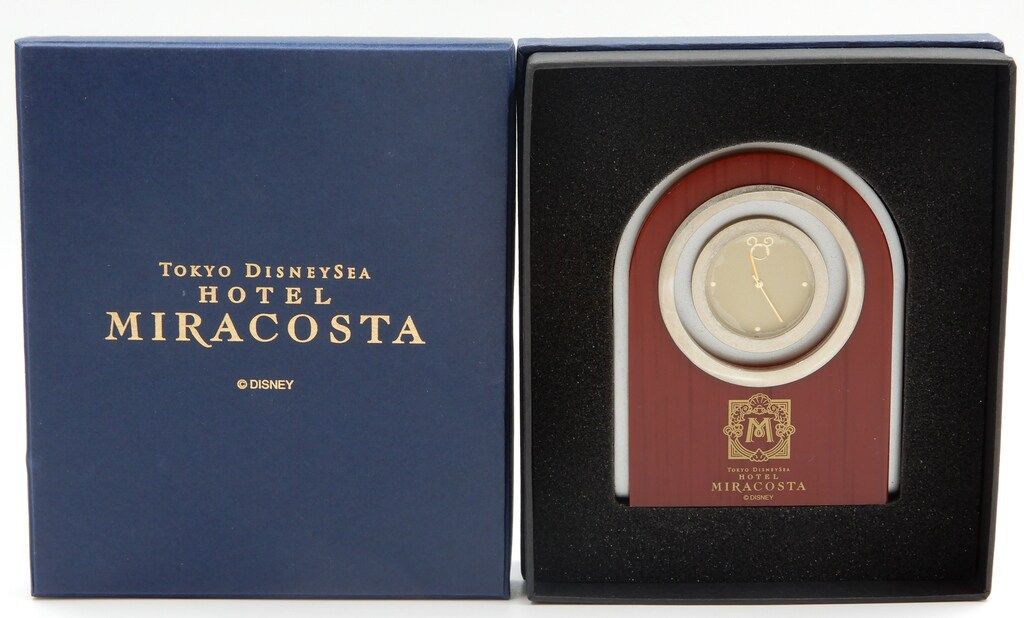 TOKYO DISNEYSEA
HOTEL
MIRACOSTA
© DISNEY
M
TOKYO DISNEYSEA
HOTEL
MIRACOSTA
© DISNEY